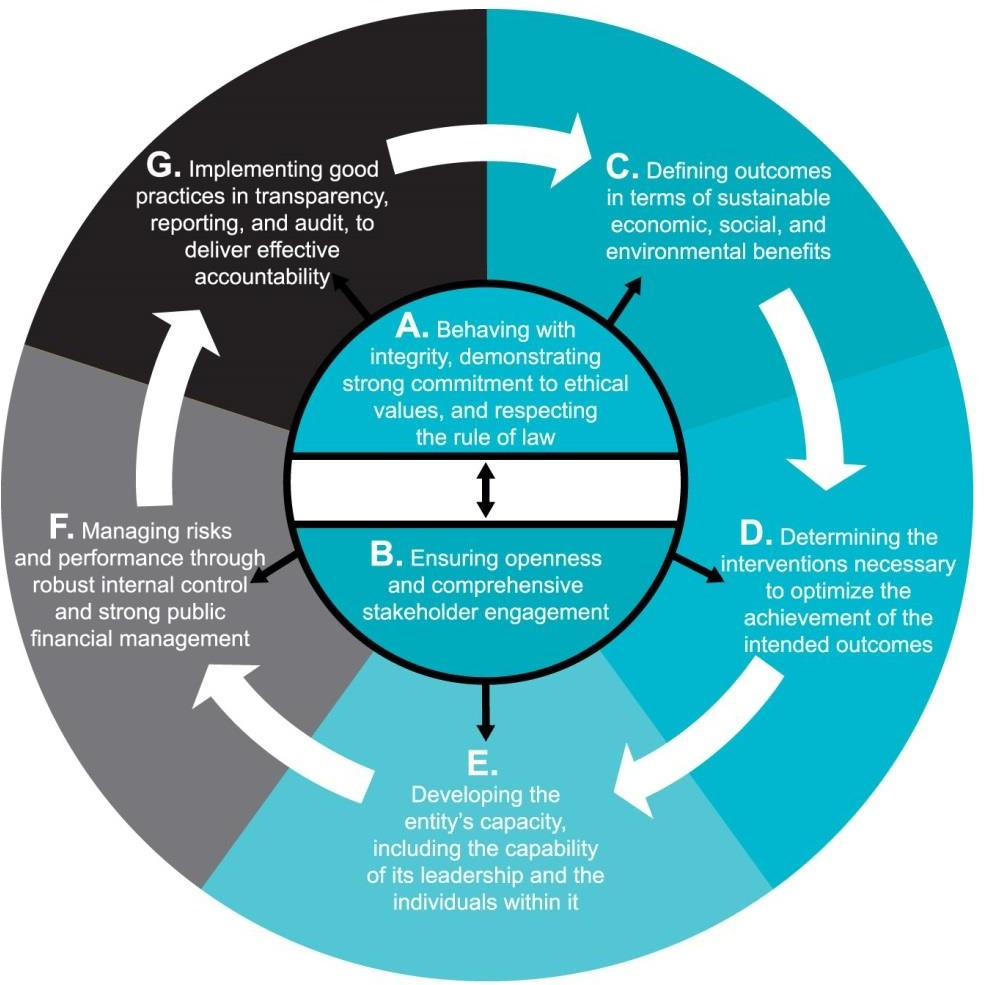 A. Behaving with
integrity, demonstrating
strong commitment to ethical
values, and respecting
the rule of law
B. Ensuring openness
and comprehensive
stakeholder engagement
C. Defining outcomes
in terms of sustainable
economic, social, and
environmental benefits
D. Determining the
interventions necessary
to optimize the
achievement of the
intended outcomes
E.
Developing the
entity’s capacity,
including the capability
of its leadership and the
individuals within it
F. Managing risks
and performance through
robust internal control
and strong public
financial management
G. Implementing good
practices in transparency,
reporting, and audit, to
deliver effective
accountability